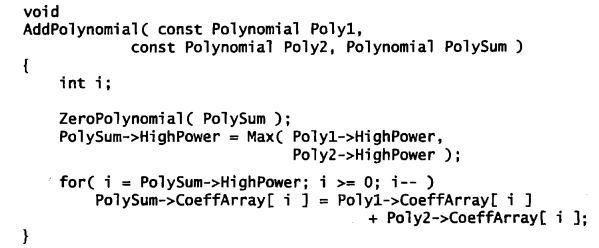 void
AddPolynomial( const Polynomial Poly1,
const Polynomial Poly2, Polynomial PolySum )
{
int i;
ZeroPolynomial( PolySum );
PolySum->HighPower = Max( Poly1->HighPower,
Poly2->HighPower );
for( i = PolySum->HighPower; i >= 0; i-- )
PolySum->CoeffArray[ i ] = Poly1->CoeffArray[ i ]
+ Poly2->CoeffArray[ i ];
}